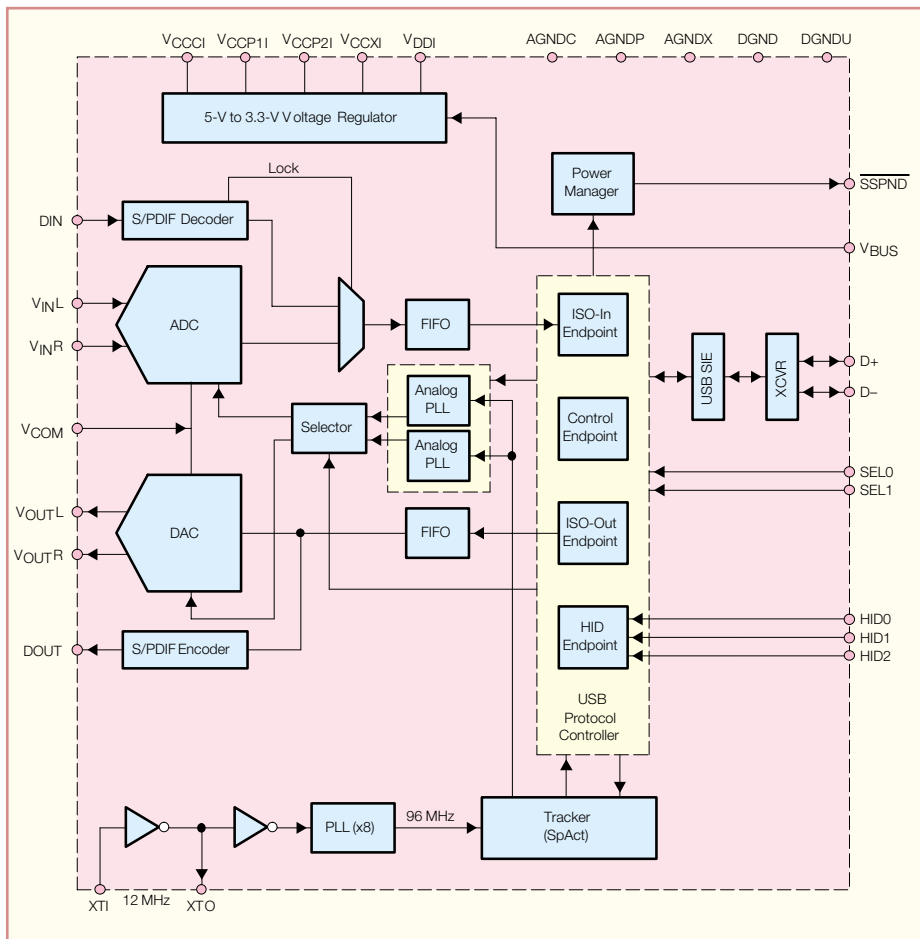 VCCCI
VCCP1I
VCCP2I
VCCXI
VDDI
AGNDC
AGNDP
AGNDX
DGND
DGNDU
5-V to 3.3-V Voltage Regulator
Lock
Power
Manager
SSPND
DIN
S/PDIF Decoder
VBUS
VINL
ADC
VINR
FIFO
ISO-In
Endpoint
USB SIE
XCVR
D+
D–
Analog
PLL
Selector
Analog
PLL
Control
Endpoint
VCOM
SEL0
SEL1
VOUTL
DAC
VOUTR
FIFO
ISO-Out
Endpoint
HID
Endpoint
HID0
HID1
HID2
DOUT
S/PDIF Encoder
USB
Protocol
Controller
PLL (x8)
96 MHz
Tracker
(SpAct)
XTI
12 MHz
XTO